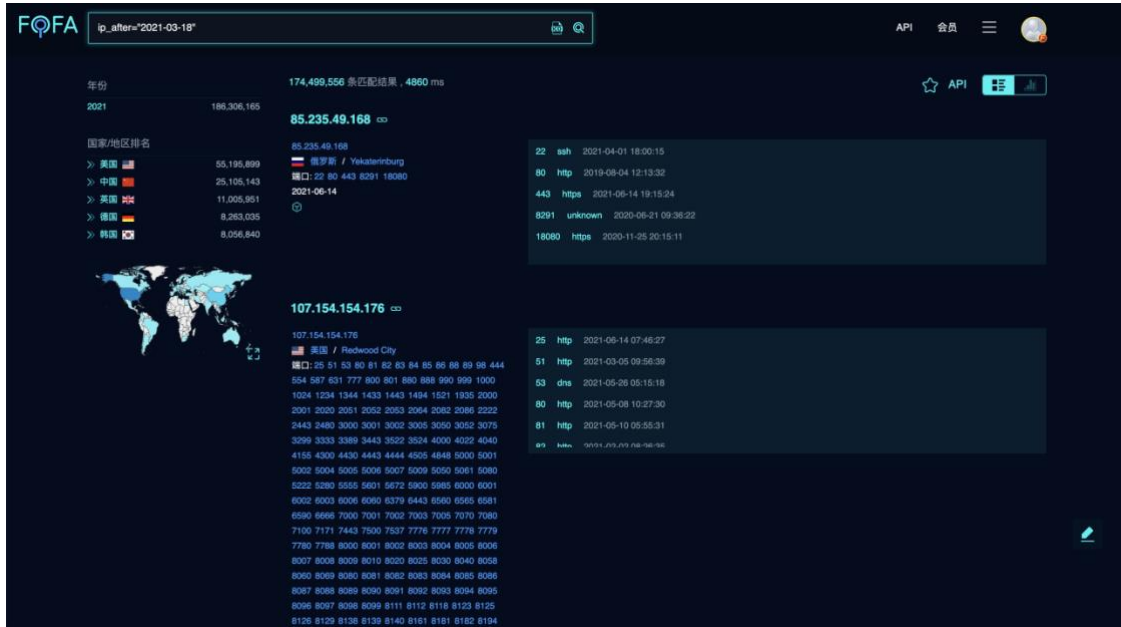 FOFA
ip_after="2021-03-18"
API 会员
年份
2021 186,306,165
国家/地区排名
美国 55,195,899
中国 25,105,143
英国 11,005,951
德国 8,263,035
韩国 8,056,840
174,499,556 条匹配结果 , 4860 ms
API
85.235.49.168
85.235.49.168
俄罗斯 / Yekaterinburg
端口: 22 80 443 8291 18080
2021-06-14
22 ssh 2021-04-01 18:00:15
80 http 2019-08-04 12:13:32
443 https 2021-06-14 19:15:24
8291 unknown 2020-06-21 09:36:22
18080 https 2020-11-25 20:15:11
107.154.154.176
107.154.154.176
美国 / Redwood City
端口: 25 51 53 80 81 82 83 84 85 86 88 89 98 444
554 587 631 777 800 801 880 888 990 999 1000
1024 1234 1344 1433 1443 1494 1521 1935 2000
2001 2020 2051 2052 2053 2064 2082 2086 2222
2443 2480 3000 3001 3002 3005 3050 3052 3075
3299 3333 3389 3443 3522 3524 4000 4022 4040
4155 4300 4430 4443 4444 4505 4848 5000 5001
5002 5004 5005 5006 5007 5009 5050 5061 5080
5222 5280 5555 5601 5672 5900 5985 6000 6001
6002 6003 6006 6060 6379 6443 6560 6565 6581
6590 6666 7000 7001 7002 7003 7005 7070 7080
7100 7171 7443 7500 7537 7776 7777 7778 7779
7780 7788 8000 8001 8002 8003 8004 8005 8006
8007 8008 8009 8010 8020 8025 8030 8040 8058
8060 8069 8080 8081 8082 8083 8084 8085 8086
8087 8088 8089 8090 8091 8092 8093 8094 8095
8096 8097 8098 8099 8111 8112 8118 8123 8125
8126 8129 8138 8139 8140 8161 8181 8182 8194
25 http 2021-06-14 07:46:27
51 http 2021-03-05 09:56:39
53 dns 2021-05-26 05:15:18
80 http 2021-05-08 10:27:30
81 http 2021-05-10 05:55:31
82 http 2021-03-02 08:26:35